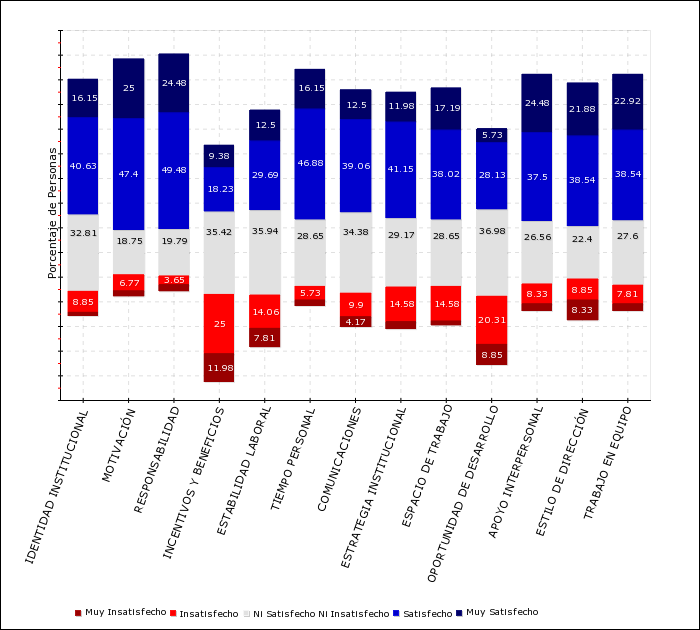 Porcentaje de Personas
16.15 25 24.48 9.38 12.5 16.15 12.5 11.98 17.19 5.73 24.48 21.88 22.92
40.63 47.4 49.48 18.23 29.69 46.88 39.06 41.15 38.02 28.13 37.5 38.54 38.54
32.81 18.75 19.79 35.42 35.94 28.65 34.38 29.17 28.65 36.98 26.56 22.4 27.6
8.85 6.77 3.65 25 14.06 5.73 9.9 14.58 14.58 20.31 8.33 8.85 7.81
11.98 7.81 4.17 8.85 8.33
IDENTIDAD INSTITUCIONAL
MOTIVACIÓN
RESPONSABILIDAD
INCENTIVOS Y BENEFICIOS
ESTABILIDAD LABORAL
TIEMPO PERSONAL
COMUNICACIONES
ESTRATEGIA INSTITUCIONAL
ESPACIO DE TRABAJO
OPORTUNIDAD DE DESARROLLO
APOYO INTERPERSONAL
ESTILO DE DIRECCIÓN
TRABAJO EN EQUIPO
Muy Insatisfecho Insatisfecho Ni Satisfecho Ni Insatisfecho Satisfecho Muy Satisfecho